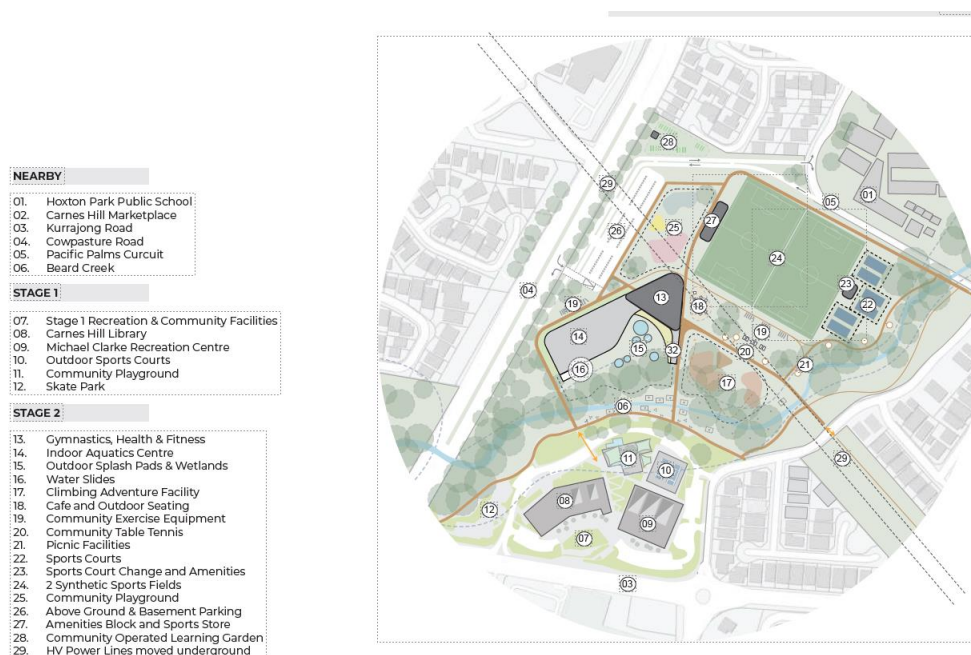 NEARBY
01. Hoxton Park Public School
02. Carnes Hill Marketplace
03. Kurrajong Road
04. Cowpasture Road
05. Pacific Palms Curcuit
06. Beard Creek
STAGE 1
07. Stage 1 Recreation & Community Facilities
08. Carnes Hill Library
09. Michael Clarke Recreation Centre
10. Outdoor Sports Courts
11. Community Playground
12. Skate Park
STAGE 2
13. Gymnastics, Health & Fitness
14. Indoor Aquatics Centre
15. Outdoor Splash Pads & Wetlands
16. Water Slides
17. Climbing Adventure Facility
18. Cafe and Outdoor Seating
19. Community Exercise Equipment
20. Community Table Tennis
21. Picnic Facilities
22. Sports Courts
23. Sports Court Change and Amenities
24. 2 Synthetic Sports Fields
25. Community Playground
26. Above Ground & Basement Parking
27. Amenities Block and Sports Store
28. Community Operated Learning Garden
29. HV Power Lines moved underground
28
29
01
05
27
26
25
24
23
04
13
19
18
22
19
14
15
32
20
21
16
17
06
11
29
10
08
12
09
07
03